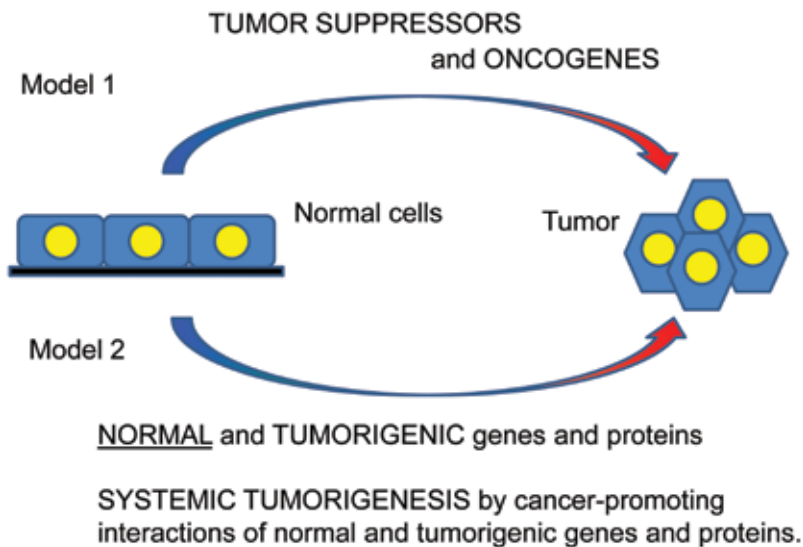 TUMOR SUPPRESSORS
and ONCOGENES
Model 1
Normal cells
Tumor
Model 2
NORMAL and TUMORIGENIC genes and proteins
SYSTEMIC TUMORIGENESIS by cancer-promoting
interactions of normal and tumorigenic genes and proteins.